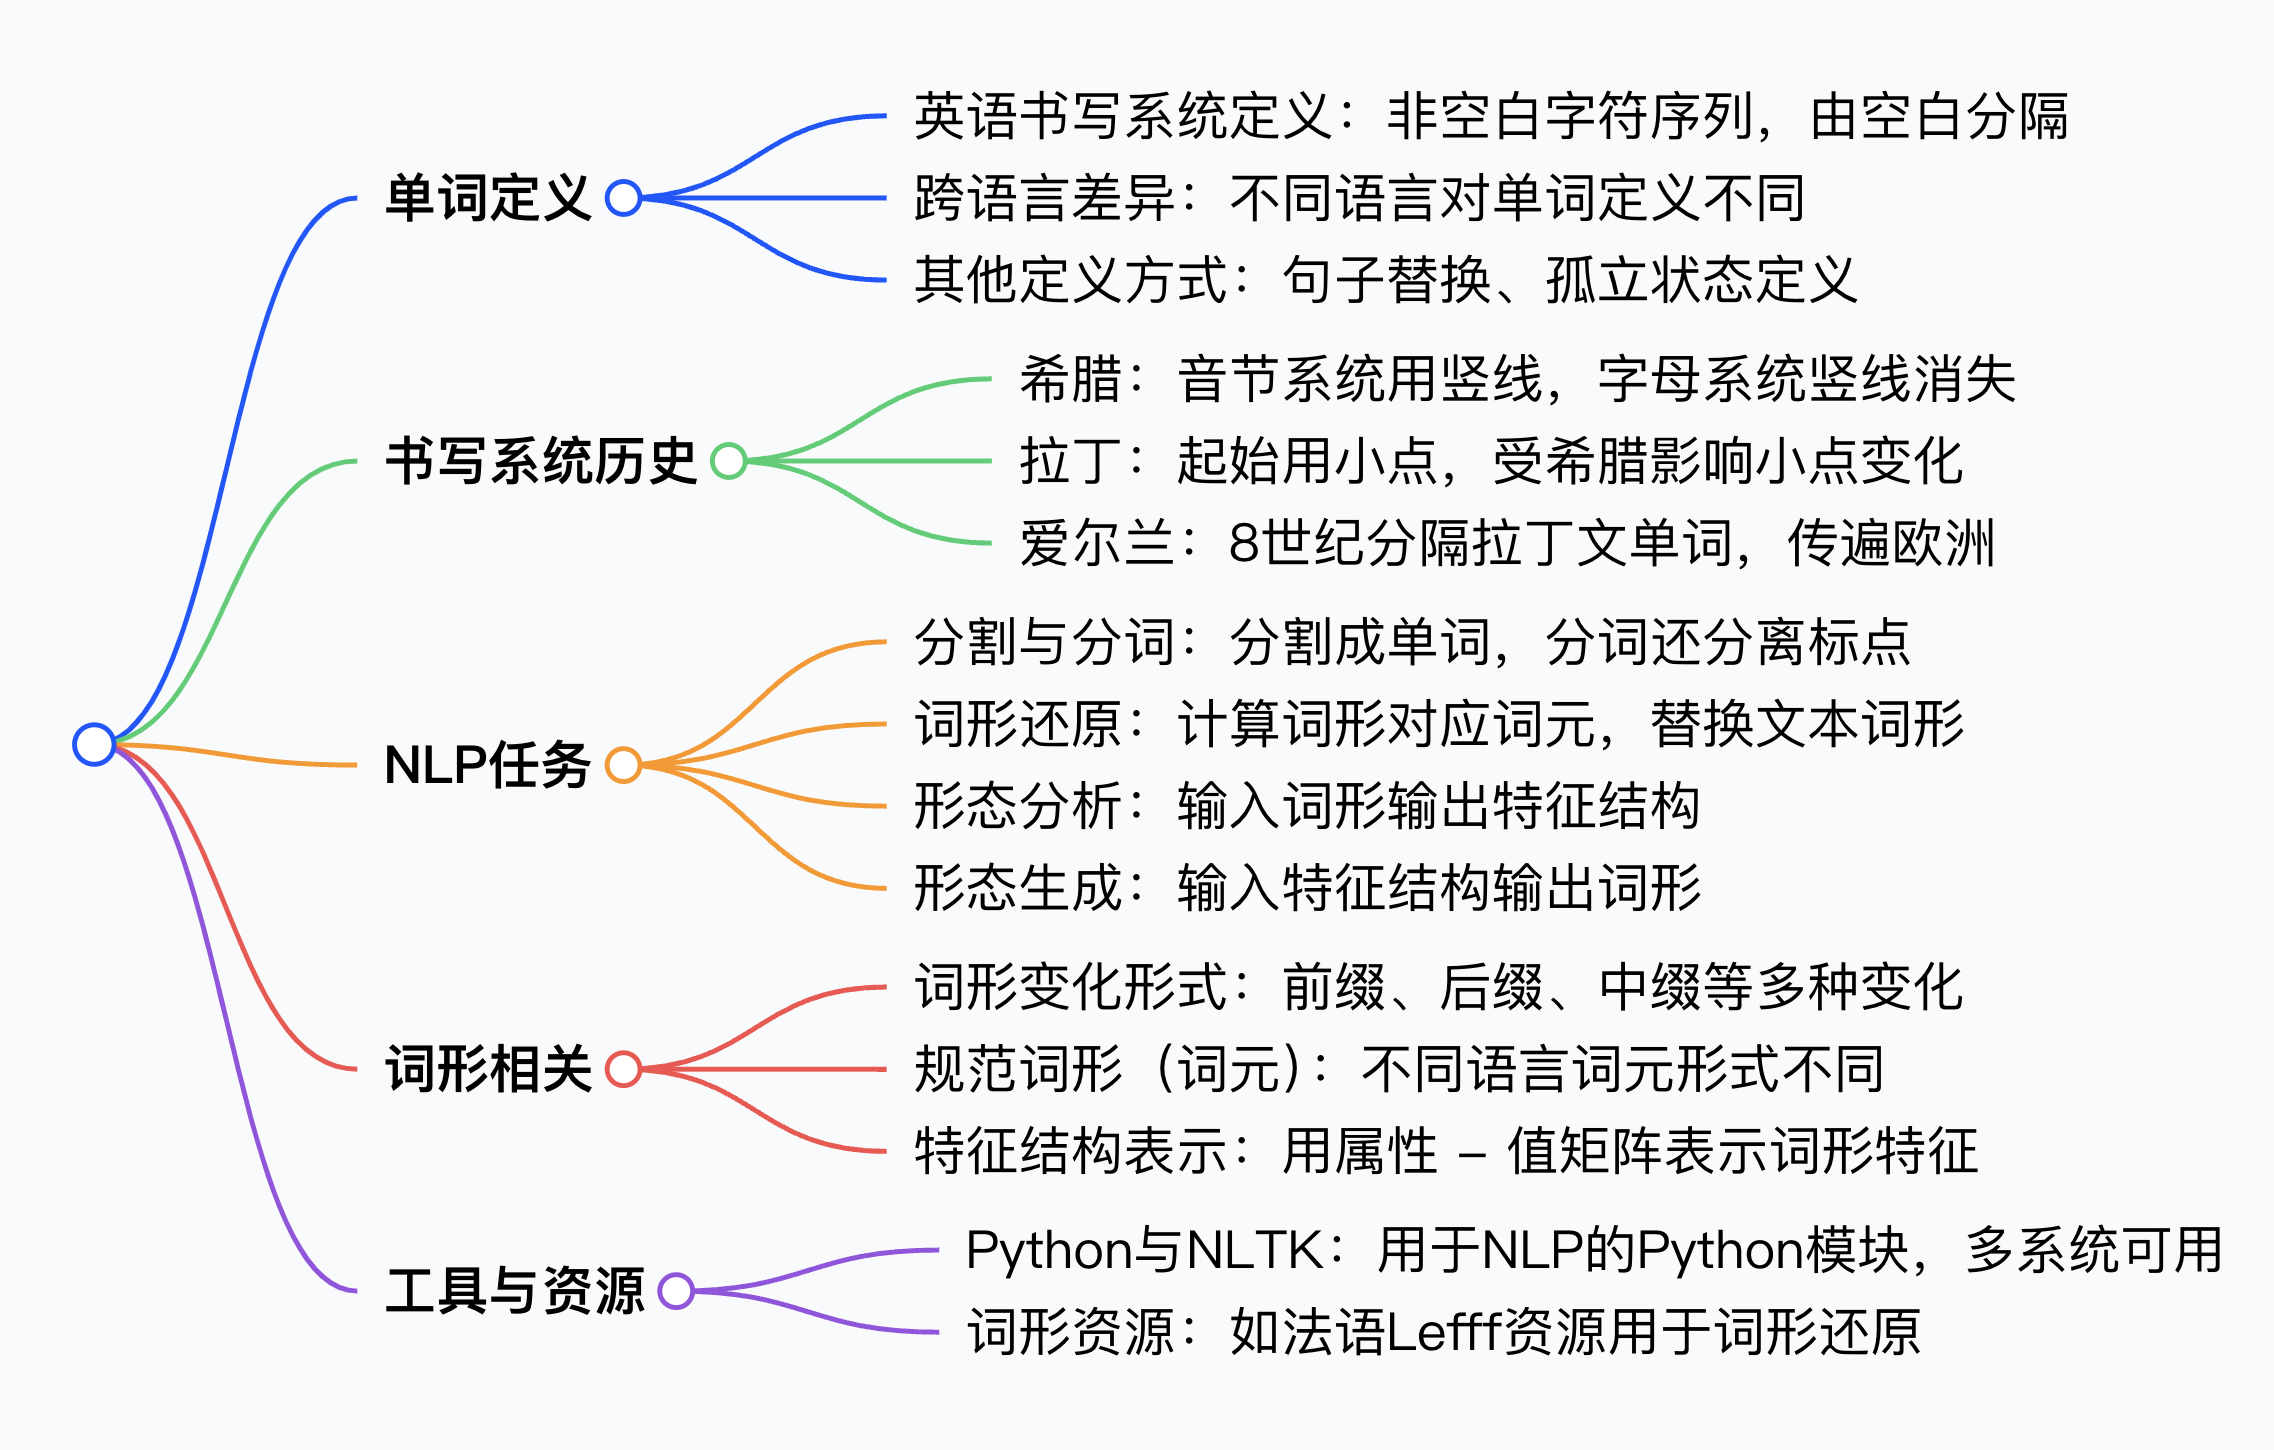 单词定义
英语书写系统定义：非空白字符序列，由空白分隔
跨语言差异：不同语言对单词定义不同
其他定义方式：句子替换、孤立状态定义
书写系统历史
希腊：音节系统用竖线，字母系统竖线消失
拉丁：起始用小点，受希腊影响小点变化
爱尔兰：8世纪分隔拉丁文单词，传遍欧洲
NLP任务
分割与分词：分割成单词，分词还分离标点
词形还原：计算词形对应词元，替换文本词形
形态分析：输入词形输出特征结构
形态生成：输入特征结构输出词形
词形相关
词形变化形式：前缀、后缀、中缀等多种变化
规范词形（词元）：不同语言词元形式不同
特征结构表示：用属性 – 值矩阵表示词形特征
工具与资源
Python与NLTK：用于NLP的Python模块，多系统可用
词形资源：如法语Lefff资源用于词形还原